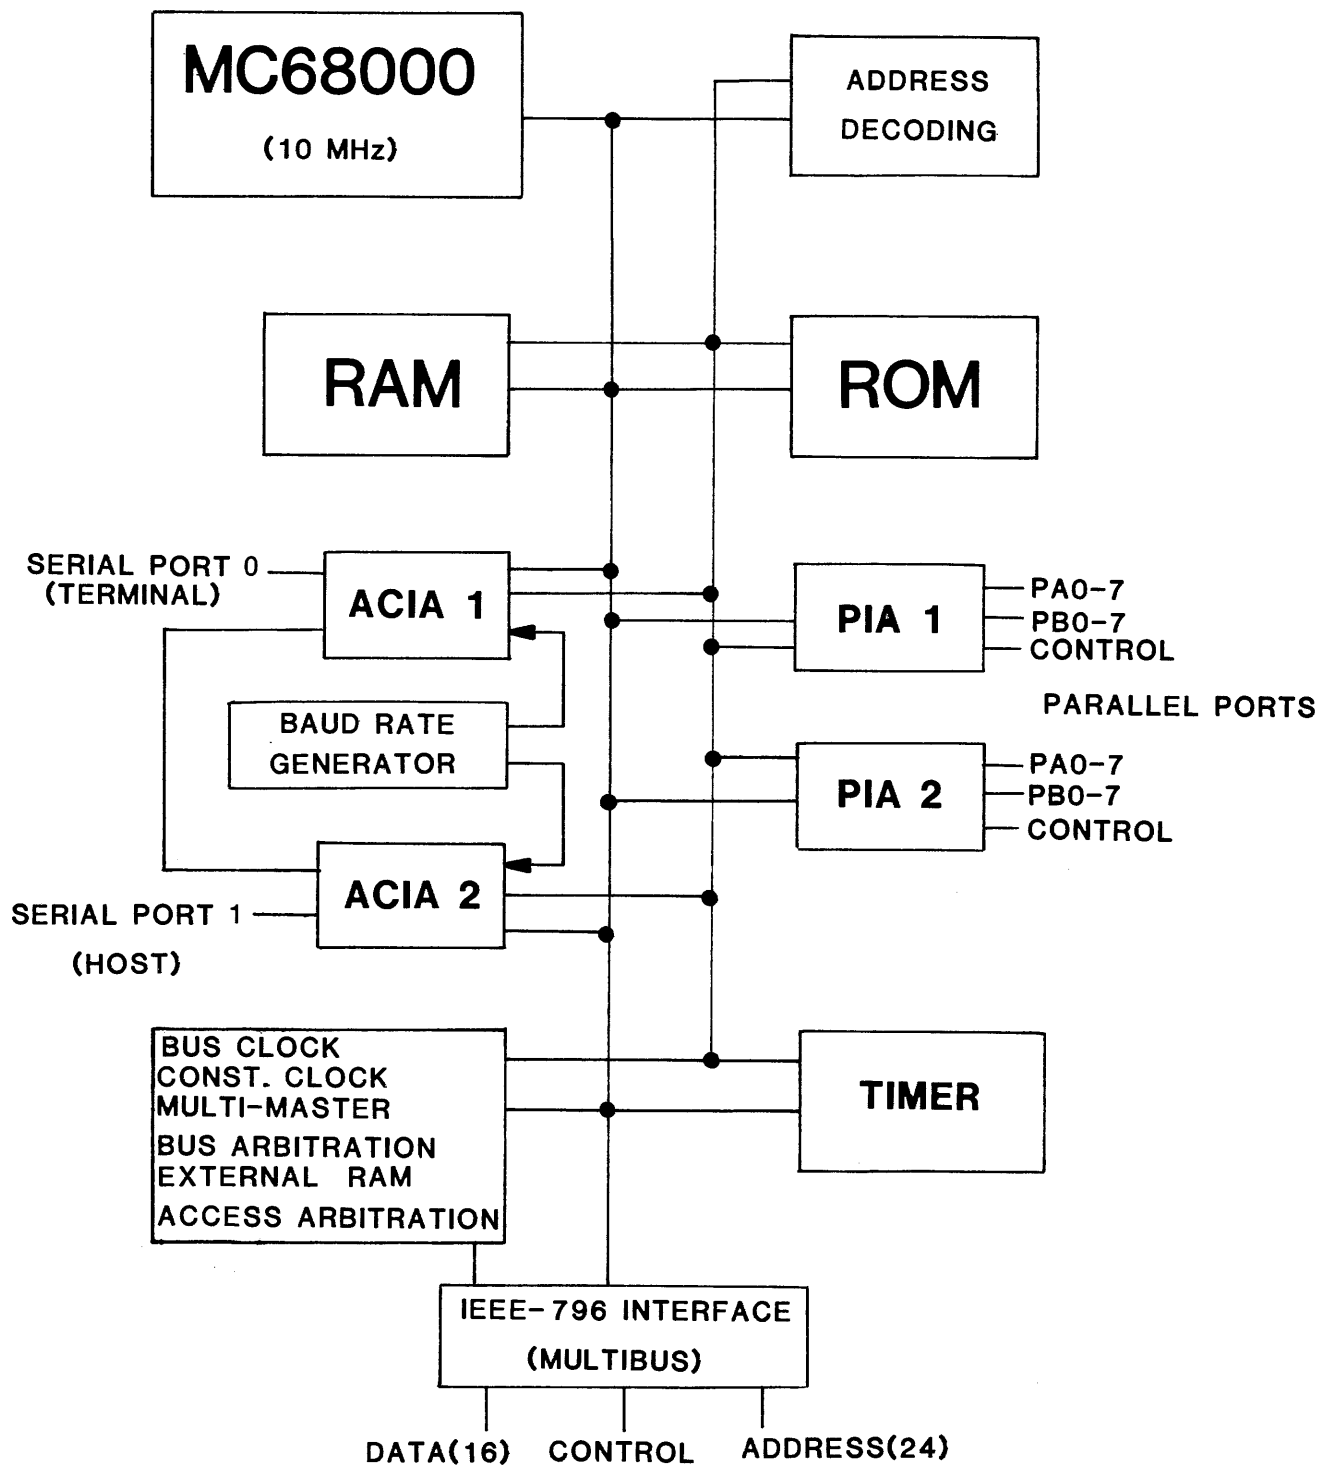 MC68000
(10 MHz)
ADDRESS
DECODING
RAM
ROM
SERIAL PORT 0
(TERMINAL)
ACIA 1
PIA 1
PA0-7
PB0-7
CONTROL
PARALLEL PORTS
BAUD RATE
GENERATOR
PIA 2
PA0-7
PB0-7
CONTROL
ACIA 2
SERIAL PORT 1
(HOST)
BUS CLOCK
CONST. CLOCK
MULTI-MASTER
BUS ARBITRATION
EXTERNAL RAM
ACCESS ARBITRATION
TIMER
IEEE-796 INTERFACE
(MULTIBUS)
DATA(16) CONTROL ADDRESS(24)